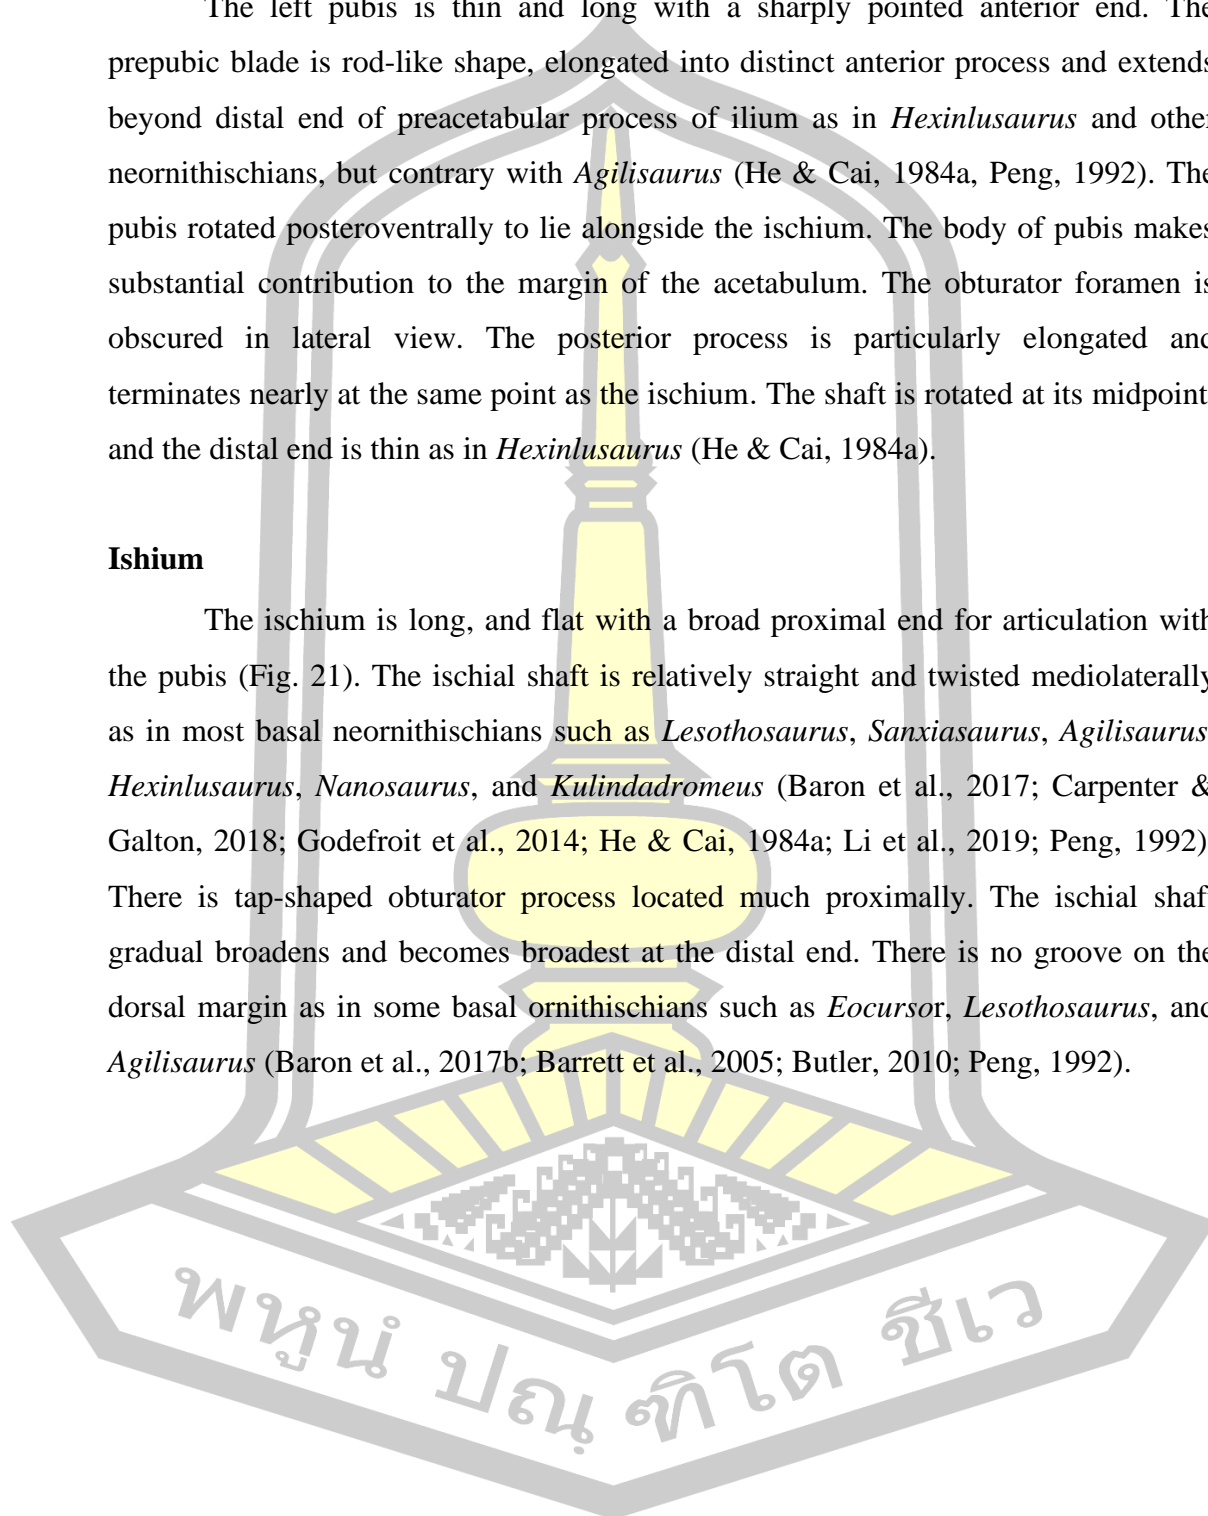 The left pubis is thin and long with a sharply pointed anterior end. The
prepubic blade is rod-like shape, elongated into distinct anterior process and extends
beyond distal end of preacetabular process of ilium as in Hexinlusaurus and other
neornithischians, but contrary with Agilisaurus (He & Cai, 1984a, Peng, 1992). The
pubis rotated posteroventrally to lie alongside the ischium. The body of pubis makes
substantial contribution to the margin of the acetabulum. The obturator foramen is
obscured in lateral view. The posterior process is particularly elongated and
terminates nearly at the same point as the ischium. The shaft is rotated at its midpoint
and the distal end is thin as in Hexinlusaurus (He & Cai, 1984a).
Ishium
The ischium is long, and flat with a broad proximal end for articulation with
the pubis (Fig. 21). The ischial shaft is relatively straight and twisted mediolaterally
as in most basal neornithischians such as Lesothosaurus, Sanxiasaurus, Agilisaurus
Hexinlusaurus, Nanosaurus, and Kulindadromeus (Baron et al., 2017; Carpenter &
Galton, 2018; Godefroit et al., 2014; He & Cai, 1984a; Li et al., 2019; Peng, 1992)
There is tap-shaped obturator process located much proximally. The ischial shaft
gradual broadens and becomes broadest at the distal end. There is no groove on the
dorsal margin as in some basal ornithischians such as Eocursor, Lesothosaurus, and
Agilisaurus (Baron et al., 2017b; Barrett et al., 2005; Butler, 2010; Peng, 1992).
พหูนํ ปณฺฑิโต ชีเว